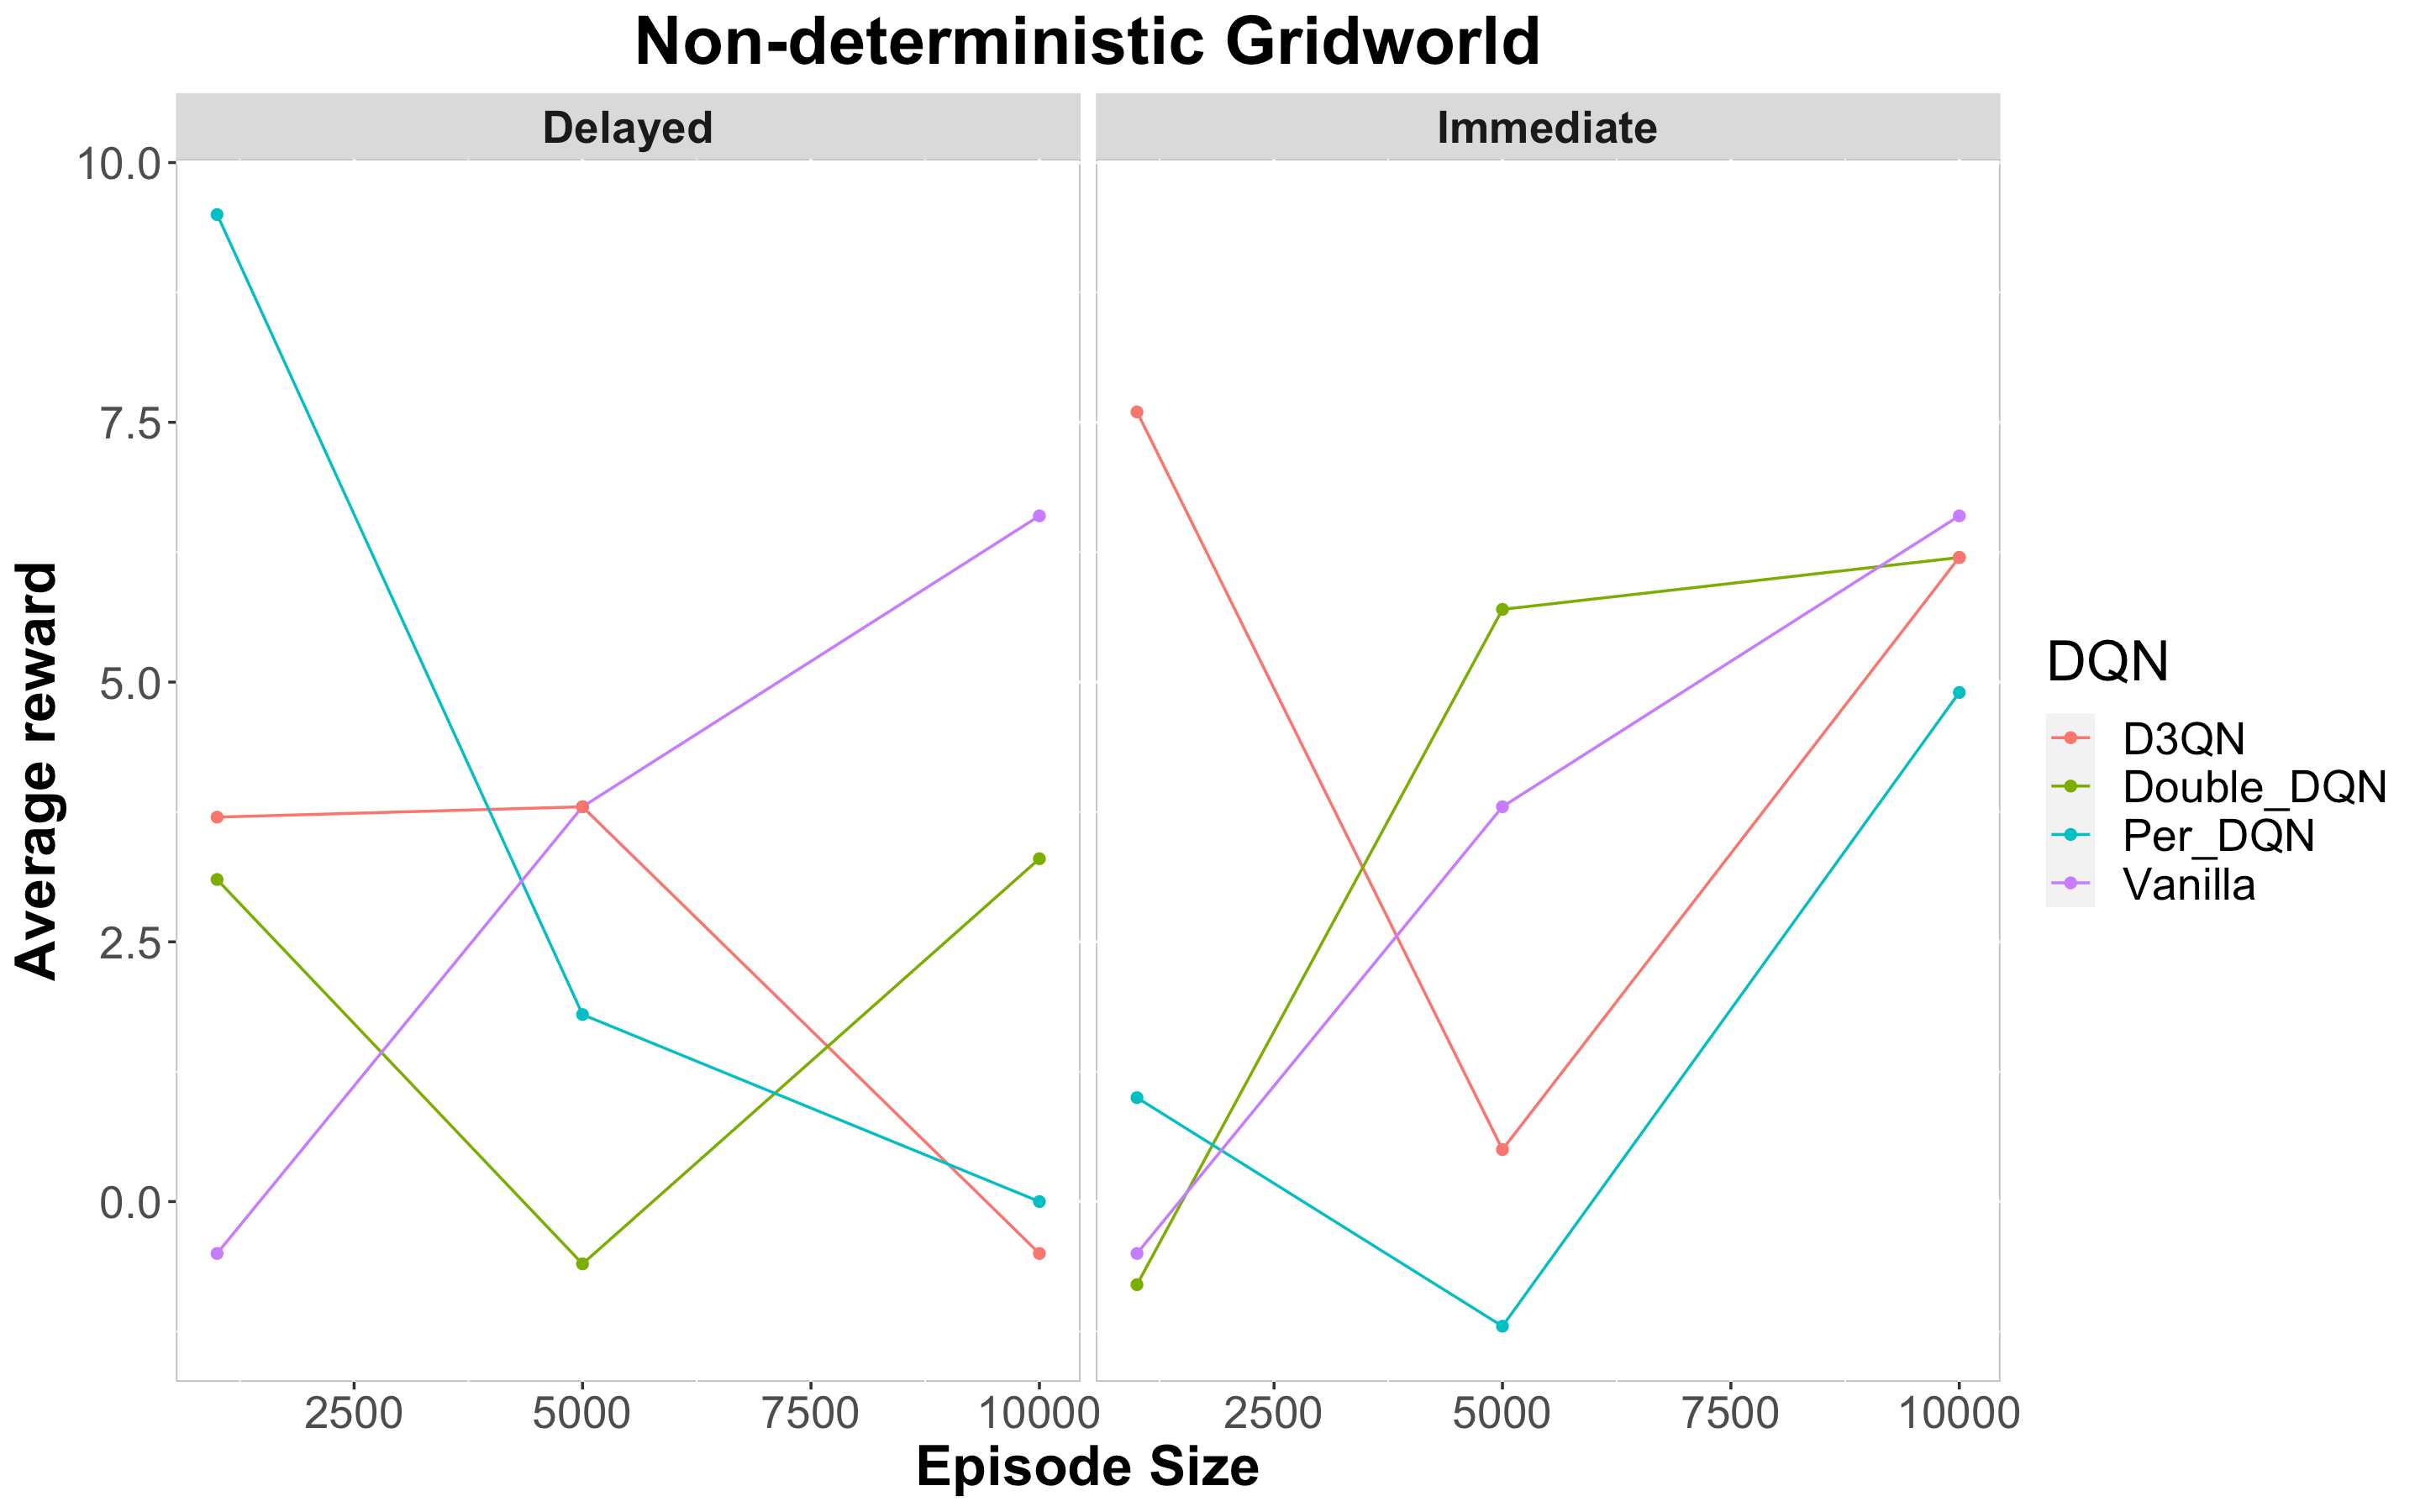 Non-deterministic Gridworld
Delayed
Immediate
10.0
7.5
5.0
2.5
0.0
Average reward
2500 5000 7500 10000
2500 5000 7500 10000
Episode Size
DQN
D3QN
Double_DQN
Per_DQN
Vanilla